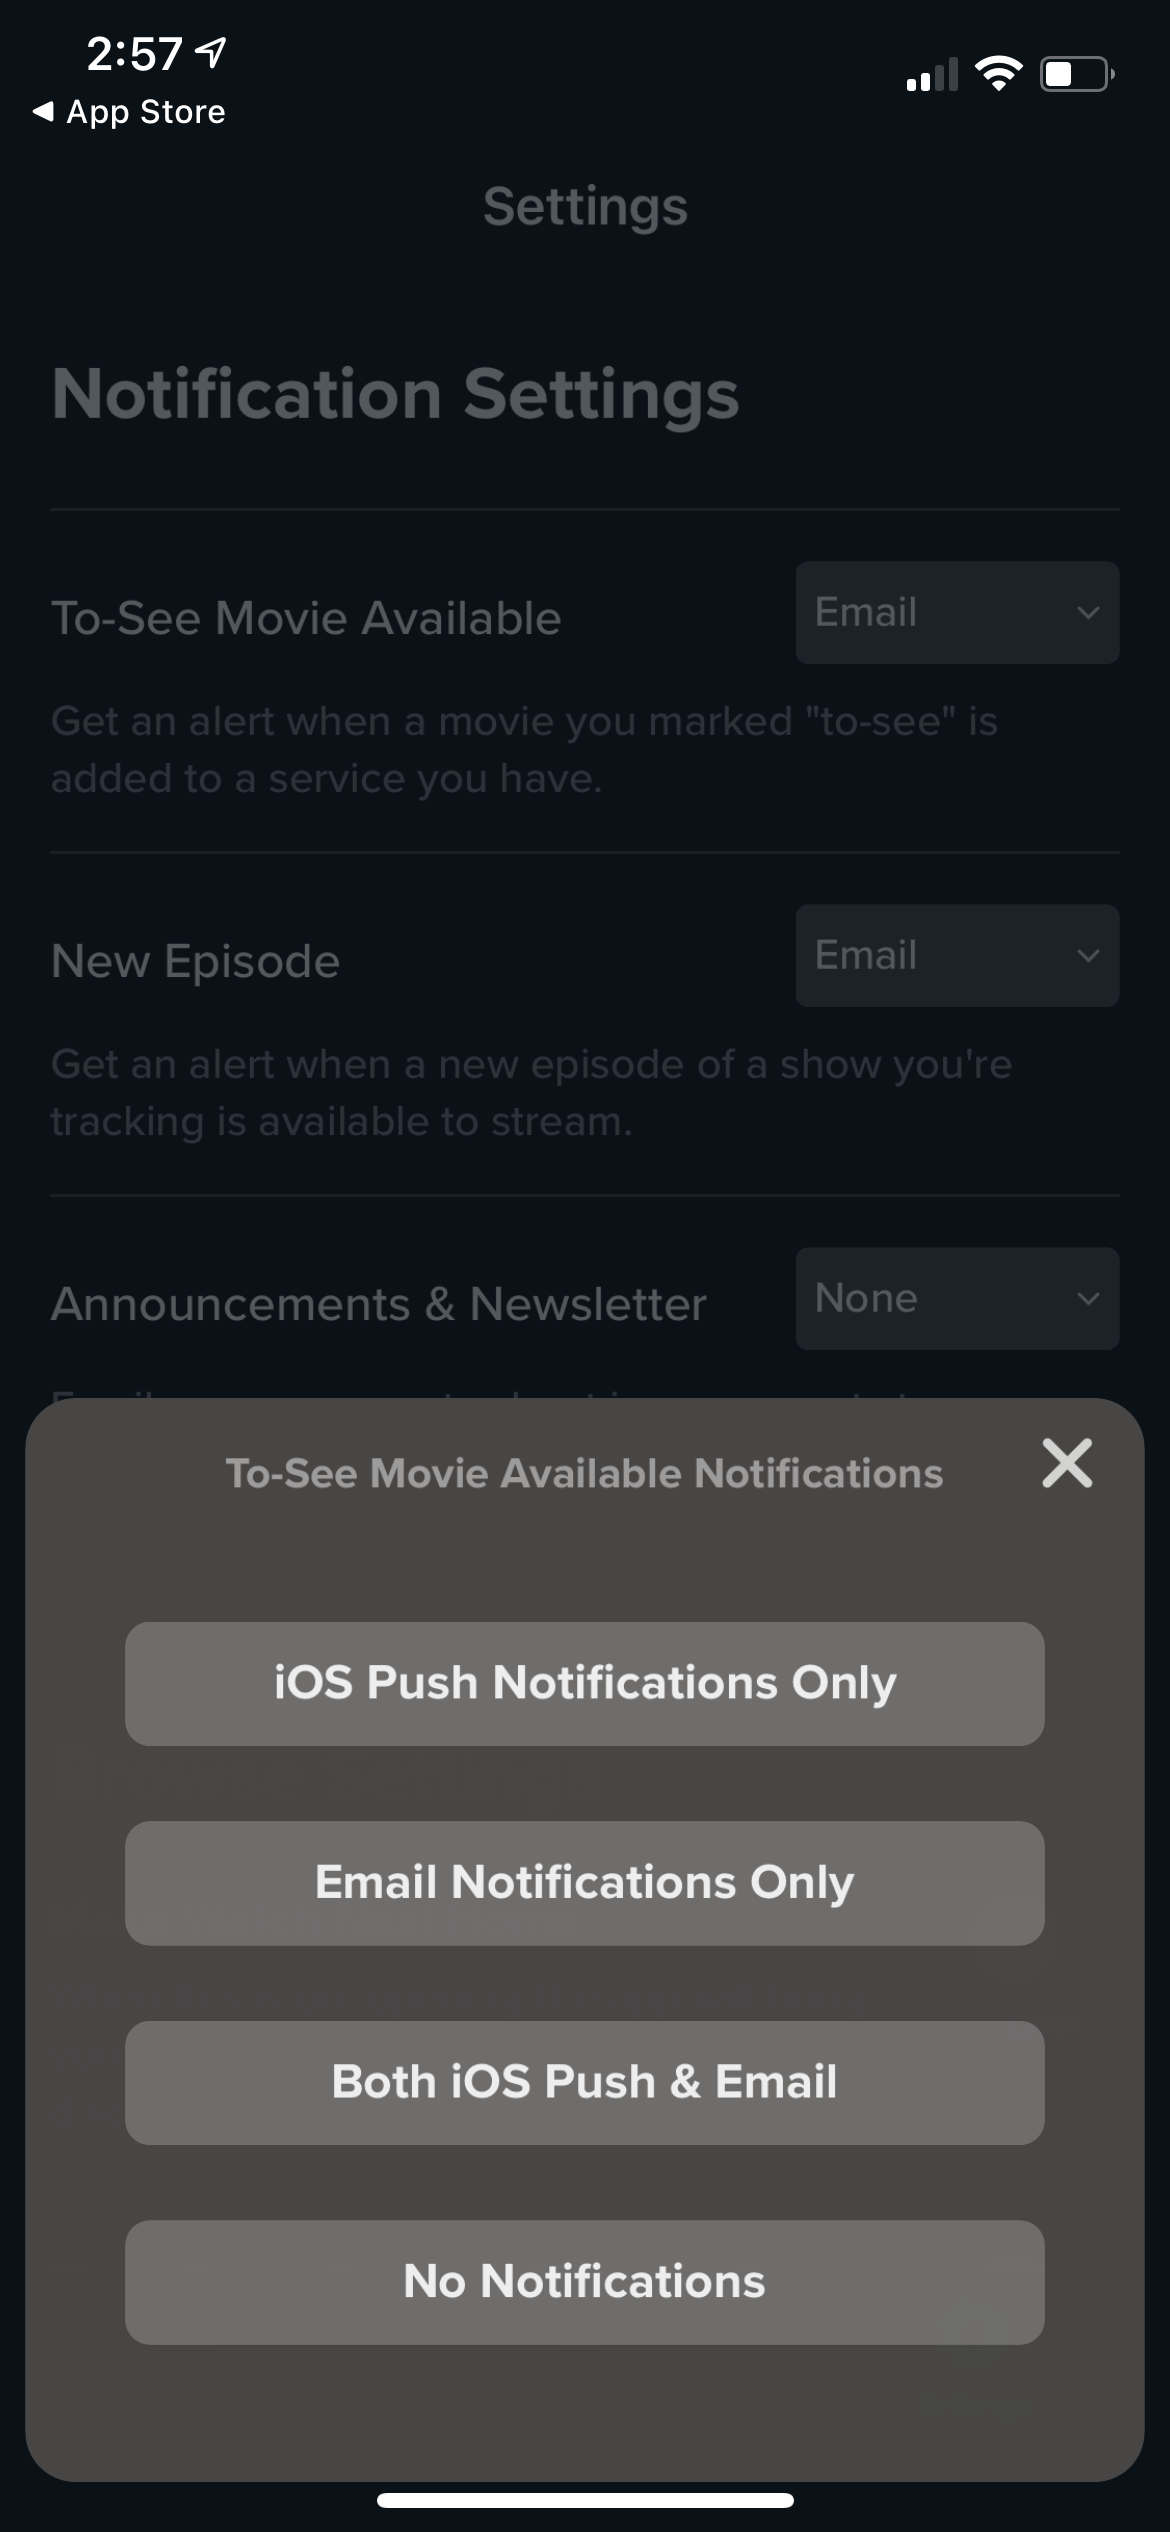 2:57
App Store
Settings
Notification Settings
To-See Movie Available
Email
Get an alert when a movie you marked "to-see" is
added to a service you have.
New Episode
Email
Get an alert when a new episode of a show you're
tracking is available to stream.
Announcements & Newsletter
None
To-See Movie Available Notifications
iOS Push Notifications Only
Email Notifications Only
Both iOS Push & Email
No Notifications